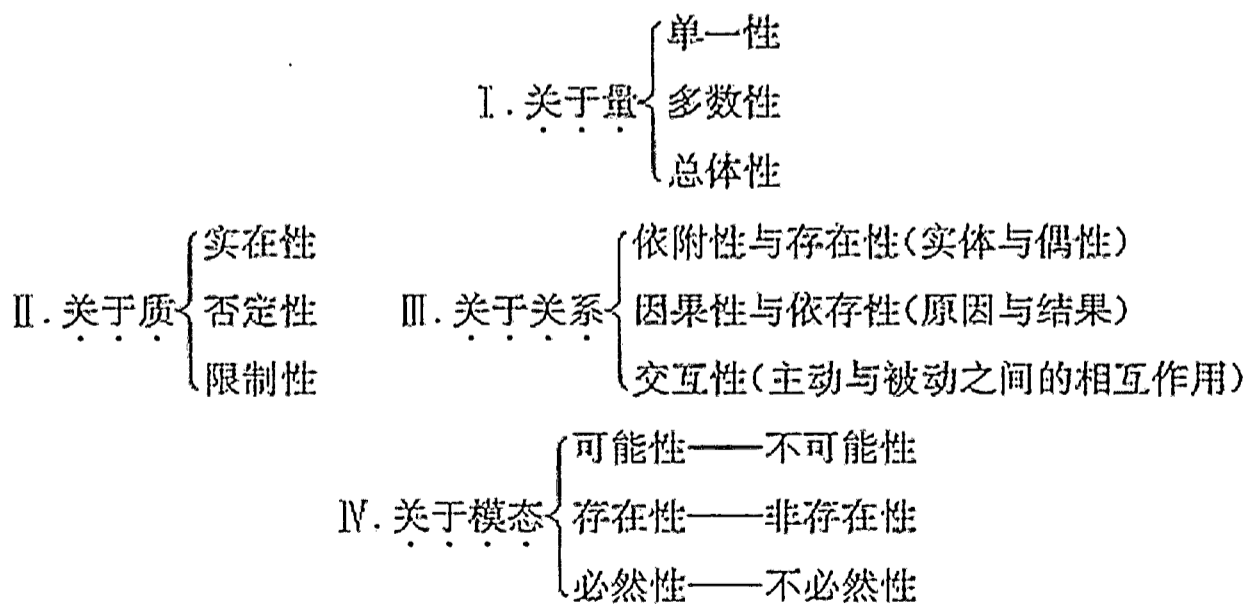 单一性
Ⅰ.关于量 多数性
总体性
实在性 依附性与存在性(实体与偶性)
Ⅱ.关于质 否定性 Ⅲ.关于关系 因果性与依存性(原因与结果)
限制性 交互性(主动与被动之间的相互作用)
可能性——不可能性
Ⅳ.关于模态 存在性——非存在性
必然性——不必然性